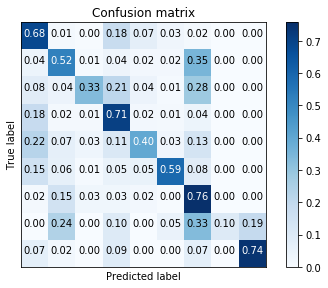 Confusion matrix
0.68 0.01 0.00 0.18 0.07 0.03 0.02 0.00 0.00
0.04 0.52 0.01 0.04 0.02 0.02 0.35 0.00 0.00
0.08 0.04 0.33 0.21 0.04 0.01 0.28 0.00 0.00
0.18 0.02 0.01 0.71 0.02 0.01 0.04 0.00 0.00
0.22 0.07 0.03 0.11 0.40 0.03 0.13 0.00 0.00
0.15 0.06 0.01 0.05 0.05 0.59 0.08 0.00 0.00
0.02 0.15 0.03 0.03 0.02 0.00 0.76 0.00 0.00
0.00 0.24 0.00 0.10 0.00 0.05 0.33 0.10 0.19
0.07 0.02 0.00 0.09 0.00 0.00 0.07 0.00 0.74
True label
Predicted label
0.7
0.6
0.5
0.4
0.3
0.2
0.1
0.0